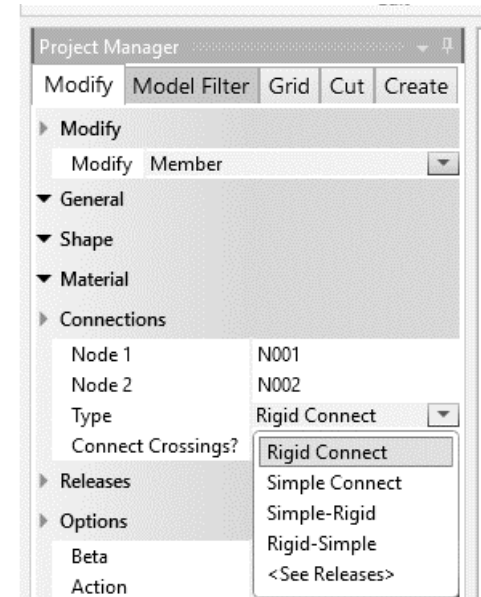 Project Manager
Modify Model Filter Grid Cut Create
Modify
Modify Member
General
Shape
Material
Connections
Node 1 N001
Node 2 N002
Type Rigid Connect
Connect Crossings?
Rigid Connect
Simple Connect
Simple-Rigid
Rigid-Simple
<See Releases>
Releases
Options
Beta
Action